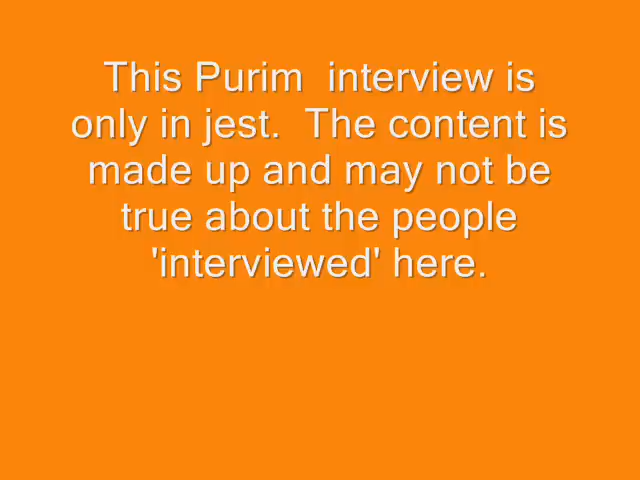 This Purim  interview is
only in jest.  The content is
made up and may not be
true about the people
'interviewed' here.